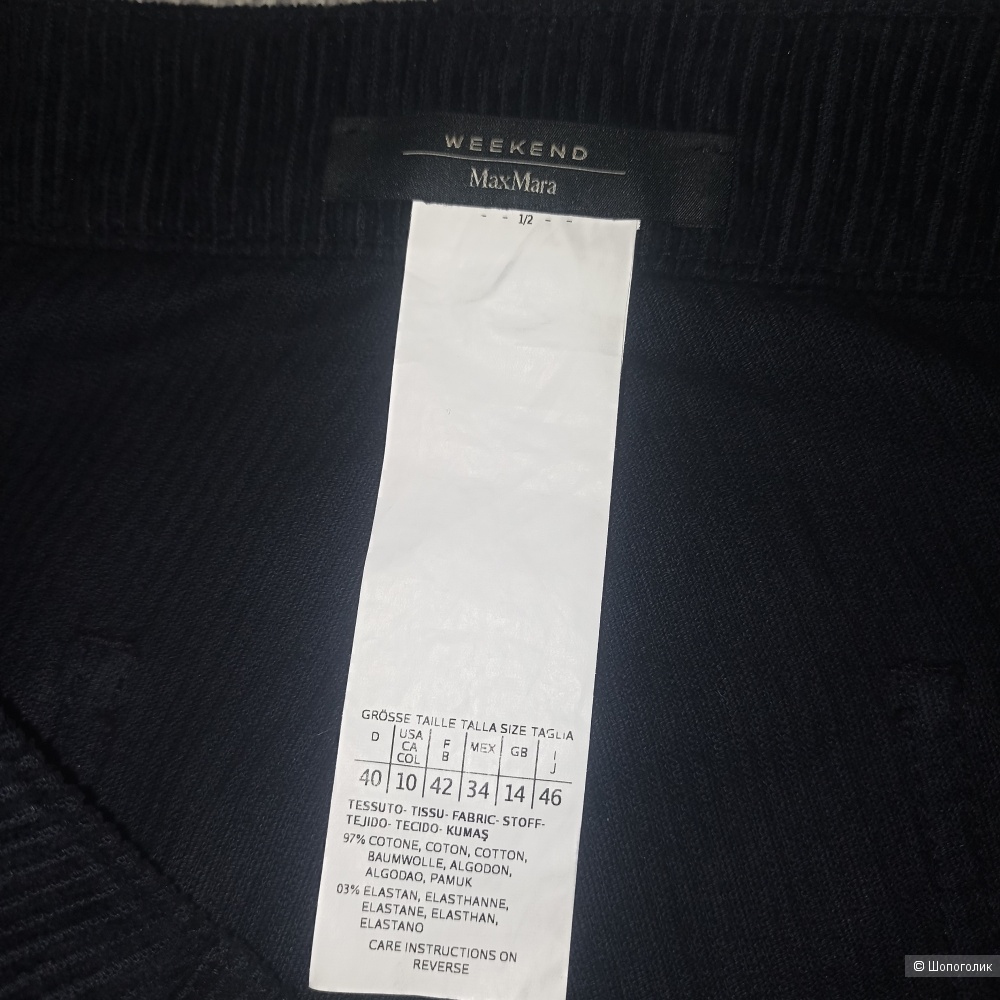 WEEKEND
MaxMara
- - 1/2 - -
GRÖSSE TAILLE TALLA SIZE TAGLIA
D USA CA COL F B MEX GB I J
40 10 42 34 14 46
TESSUTO- TISSU- FABRIC- STOFF-
TEJIDO- TECIDO- KUMAŞ
97% COTONE, COTON, COTTON,
BAUMWOLLE, ALGODON,
ALGODAO, PAMUK
03% ELASTAN, ELASTHANNE,
ELASTANE, ELASTHAN,
ELASTANO
CARE INSTRUCTIONS ON
REVERSE
© Шопоголик